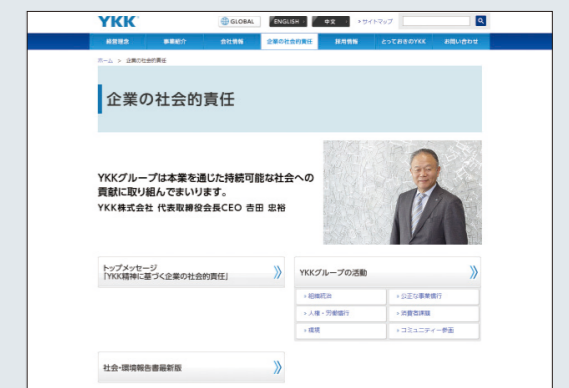 YKK
GLOBAL ENGLISH 中文 サイトマップ
経営理念 事業紹介 会社情報 企業の社会的責任 採用情報 とっておきのYKK お問い合わせ
ホーム > 企業の社会的責任
企業の社会的責任
YKKグループは本業を通じた持続可能な社会への
貢献に取り組んでまいります。
YKK株式会社 代表取締役会長CEO 吉田 忠裕
トップメッセージ
「YKK精神に基づく企業の社会的責任」
YKKグループの活動
組織統治 公正な事業慣行
人権・労働慣行 消費者課題
環境 コミュニティー参画
社会・環境報告書最新版